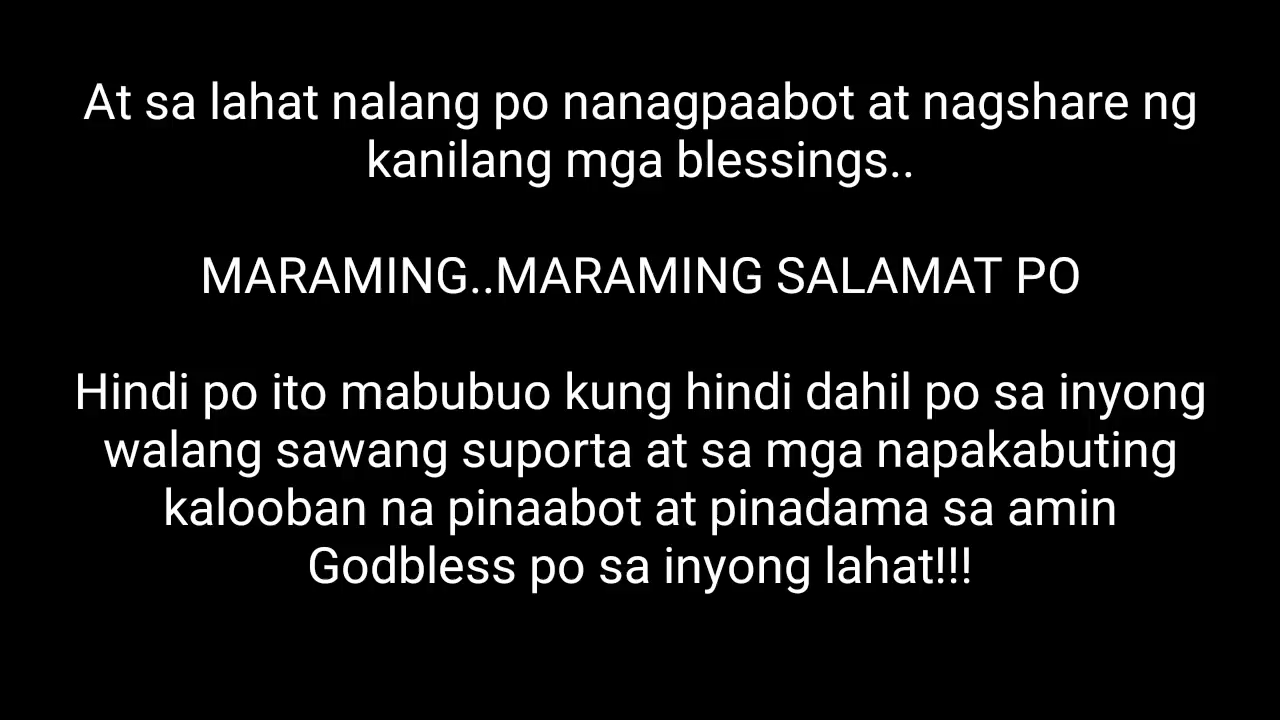 At sa lahat nalang po nanagpaabot at nagshare ng
kanilang mga blessings..
MARAMING..MARAMING SALAMAT PO
Hindi po ito mabubuo kung hindi dahil po sa inyong
walang sawang suporta at sa mga napakabuting
kalooban na pinaabot at pinadama sa amin
Godbless po sa inyong lahat!!!